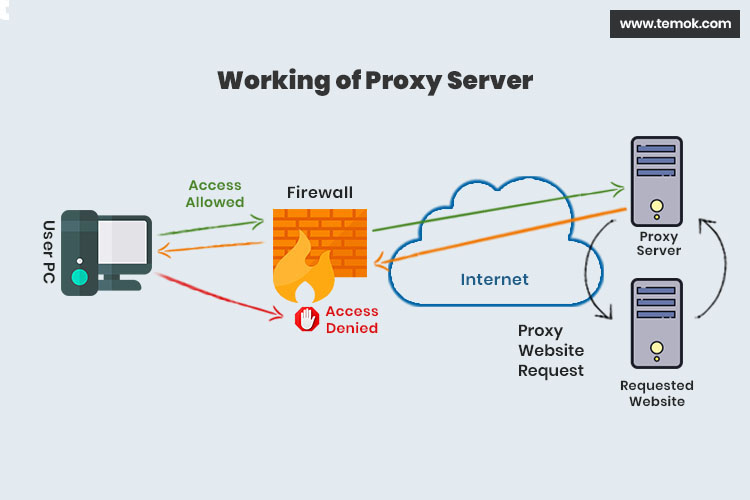 www.temok.com
Working of Proxy Server
Access
Allowed
Firewall
User PC
Internet
Access
Denied
Proxy
Server
Proxy
Website
Request
Requested
Website